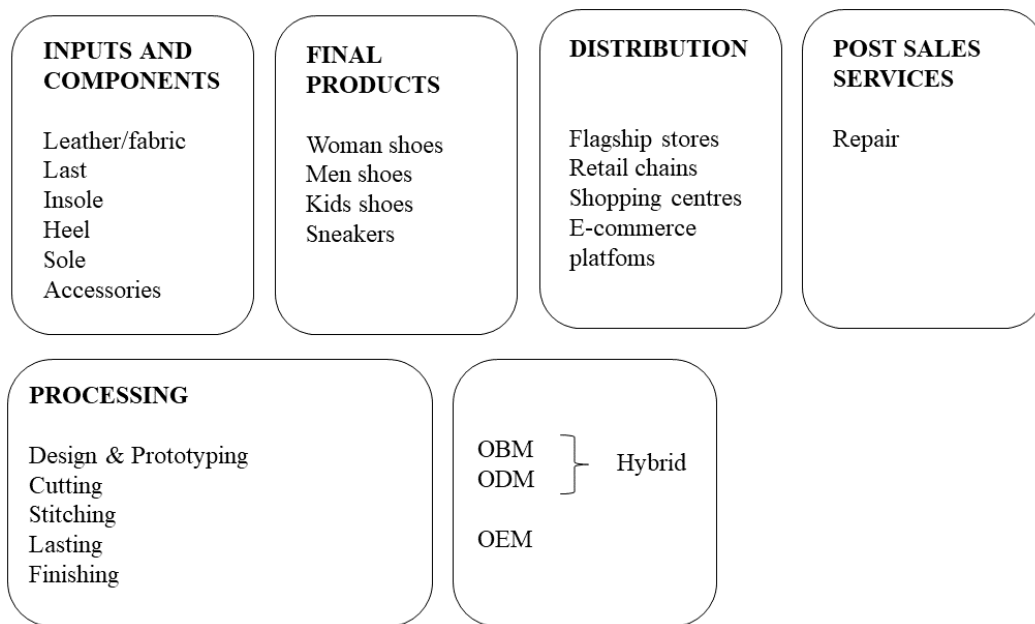 INPUTS AND
COMPONENTS
Leather/fabric
Last
Insole
Heel
Sole
Accessories
FINAL
PRODUCTS
Woman shoes
Men shoes
Kids shoes
Sneakers
DISTRIBUTION
Flagship stores
Retail chains
Shopping centres
E-commerce
platfoms
POST SALES
SERVICES
Repair
PROCESSING
Design & Prototyping
Cutting
Stitching
Lasting
Finishing
OBM
ODM
Hybrid
OEM